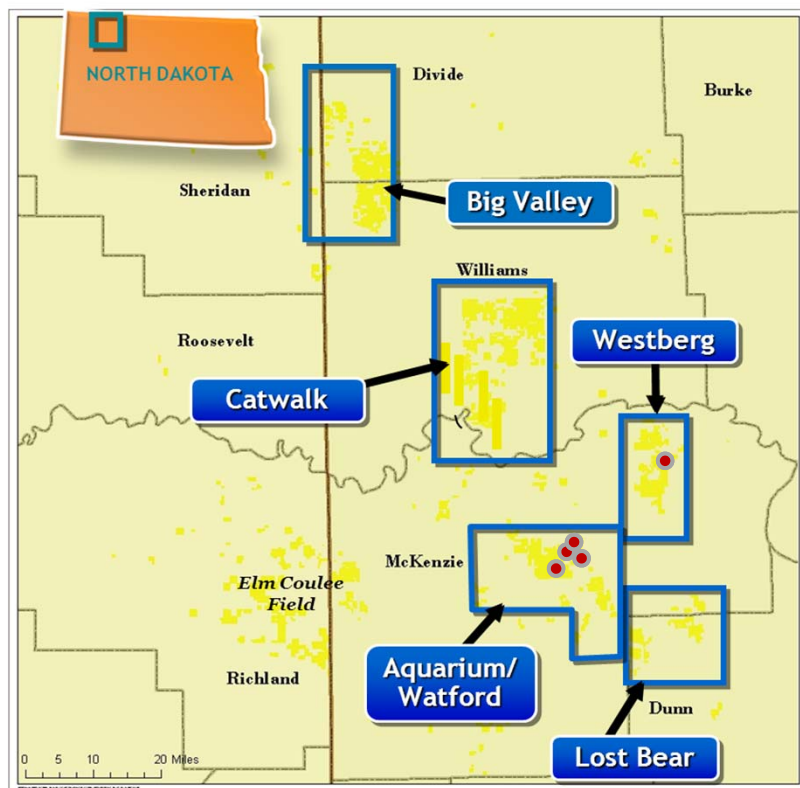 NORTH DAKOTA
Divide
Burke
Sheridan
Big Valley
Williams
Roosevelt
Westberg
Catwalk
McKenzie
Elm Coulee
Field
Richland
Aquarium/
Watford
Dunn
Lost Bear
0 5 10 20 Miles